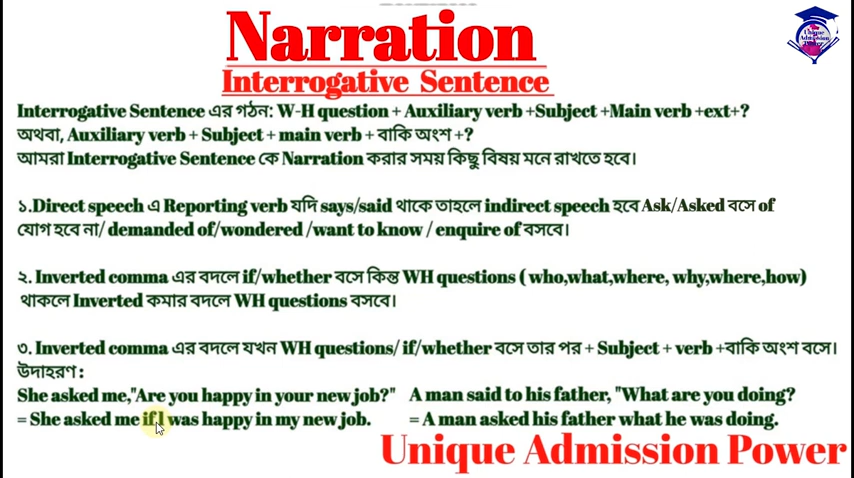 Narration
Interrogative Sentence
Interrogative Sentence এর গঠন: W-H question + Auxiliary verb +Subject +Main verb +ext+?
অথবা, Auxiliary verb + Subject + main verb + বাকি অংশ +?
আমরা Interrogative Sentence কে Narration করার সময় কিছু বিষয় মনে রাখতে হবে।
১.Direct speech এ Reporting verb যদি says/said থাকে তাহলে indirect speech হবে Ask/Asked বসে of
যোগ হবে না/ demanded of/wondered /want to know / enquire of বসবে।
২. Inverted comma এর বদলে if/whether বসে কিন্ত WH questions ( who,what,where, why,where,how)
থাকলে Inverted কমার বদলে WH questions বসবে।
৩. Inverted comma এর বদলে যখন WH questions/ if/whether বসে তার পর + Subject + verb +বাকি অংশ বসে।
উদাহরণ :
She asked me,"Are you happy in your new job?" A man said to his father, "What are you doing?
= She asked me if I was happy in my new job. = A man asked his father what he was doing.
Unique Admission Power
Unique
Admission
Power